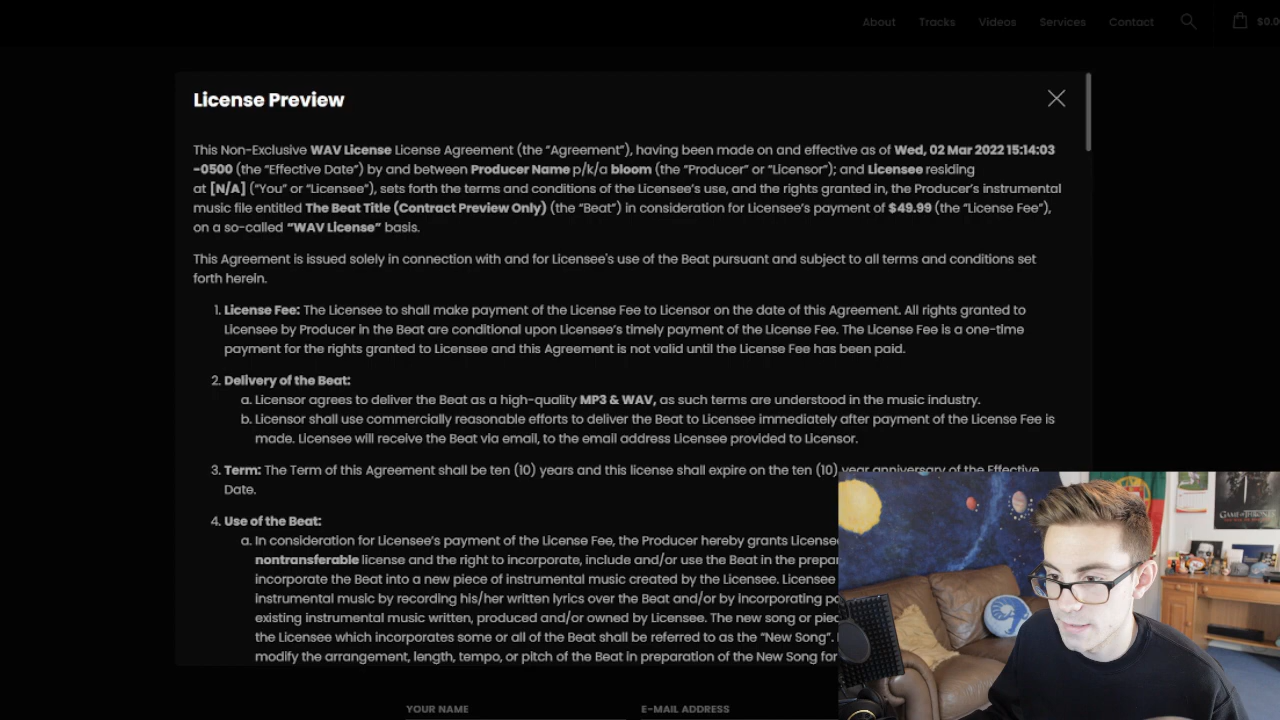 About Tracks Videos Services Contact $0.0
License Preview
This Non-Exclusive WAV License License Agreement (the “Agreement”), having been made on and effective as of Wed, 02 Mar 2022 15:14:03
-0500 (the “Effective Date”) by and between Producer Name p/k/a bloom (the “Producer” or “Licensor”); and Licensee residing
at [N/A] (“You” or “Licensee”), sets forth the terms and conditions of the Licensee’s use, and the rights granted in, the Producer’s instrumental
music file entitled The Beat Title (Contract Preview Only) (the “Beat”) in consideration for Licensee’s payment of $49.99 (the “License Fee”),
on a so-called “WAV License” basis.
This Agreement is issued solely in connection with and for Licensee's use of the Beat pursuant and subject to all terms and conditions set
forth herein.
1. License Fee: The Licensee to shall make payment of the License Fee to Licensor on the date of this Agreement. All rights granted to
Licensee by Producer in the Beat are conditional upon Licensee’s timely payment of the License Fee. The License Fee is a one-time
payment for the rights granted to Licensee and this Agreement is not valid until the License Fee has been paid.
2. Delivery of the Beat:
a. Licensor agrees to deliver the Beat as a high-quality MP3 & WAV, as such terms are understood in the music industry.
b. Licensor shall use commercially reasonable efforts to deliver the Beat to Licensee immediately after payment of the License Fee is
made. Licensee will receive the Beat via email, to the email address Licensee provided to Licensor.
3. Term: The Term of this Agreement shall be ten (10) years and this license shall expire on the ten (10) year anniversary of the Effective
Date.
4. Use of the Beat:
a. In consideration for Licensee’s payment of the License Fee, the Producer hereby grants Licensee
nontransferable license and the right to incorporate, include and/or use the Beat in the
incorporate the Beat into a new piece of instrumental music created by the Licensee. Licensee
instrumental music by recording his/her written lyrics over the Beat and/or by incorporating
existing instrumental music written, produced and/or owned by Licensee. The new song or
the Licensee which incorporates some or all of the Beat shall be referred to as the “New Song”.
modify the arrangement, length, tempo, or pitch of the Beat in preparation of the New Song for
YOUR NAME E-MAIL ADDRESS
GAME OF THRONES